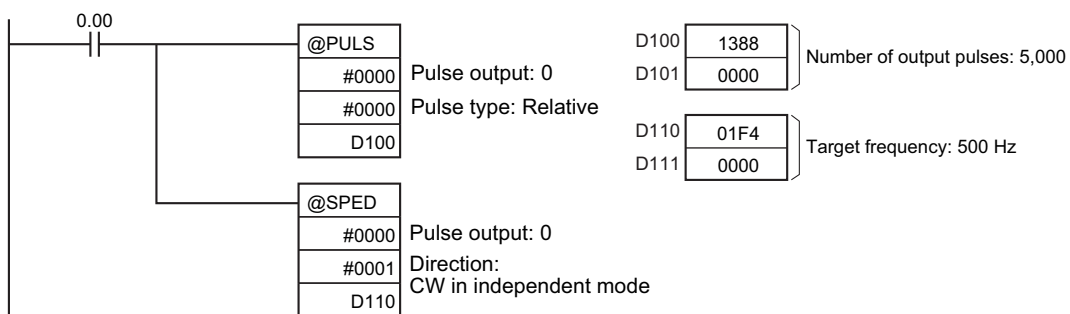 0.00
@PULS
#0000 Pulse output: 0
#0000 Pulse type: Relative
D100
D100 1388
D101 0000
Number of output pulses: 5,000
D110 01F4
D111 0000
Target frequency: 500 Hz
@SPED
#0000 Pulse output: 0
#0001 Direction:
CW in independent mode
D110